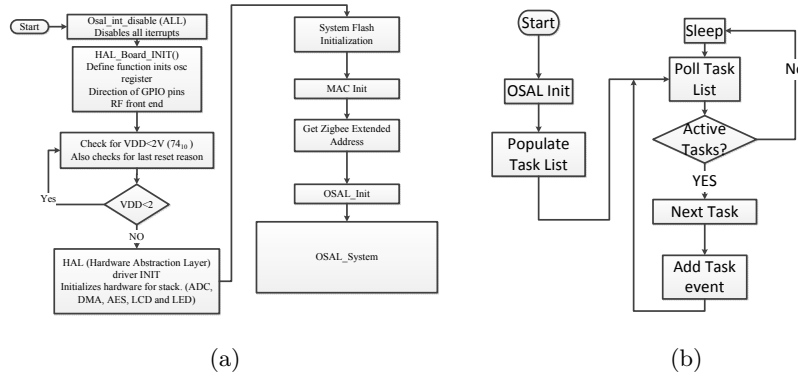 Start
Osal_int_disable (ALL)
Disables all iterrupts
HAL_Board_INIT()
Define function inits osc
register
Direction of GPIO pins
RF front end
Check for VDD<2V (74₁₀)
Also checks for last reset reason
Yes
VDD<2
NO
HAL (Hardware Abstraction Layer)
driver INIT
Initializes hardware for stack. (ADC,
DMA, AES, LCD and LED)
System Flash
Initialization
MAC Init
Get Zigbee Extended
Address
OSAL_Init
OSAL_System
(a)
Start
OSAL Init
Populate
Task List
Sleep
Poll Task
List
No
Active
Tasks?
YES
Next Task
Add Task
event
(b)